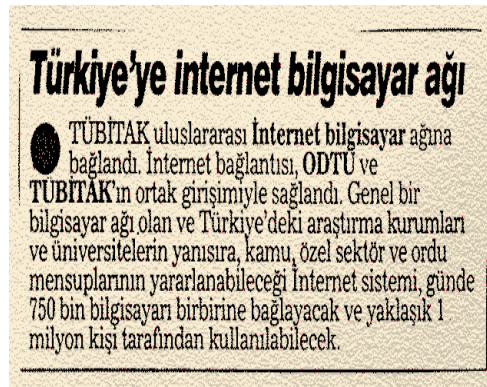 Türkiye'ye internet bilgisayar ağı
TÜBİTAK uluslararası İnternet bilgisayar ağına
bağlandı. İnternet bağlantısı, ODTÜ ve
TÜBİTAK'ın ortak girişimiyle sağlandı. Genel bir
bilgisayar ağı olan ve Türkiye'deki araştırma kurumları
ve üniversitelerin yanısıra, kamu, özel sektör ve ordu
mensuplarının yararlanabileceği İnternet sistemi, günde
750 bin bilgisayarı birbirine bağlayacak ve yaklaşık 1
milyon kişi tarafından kullanılabilecek.